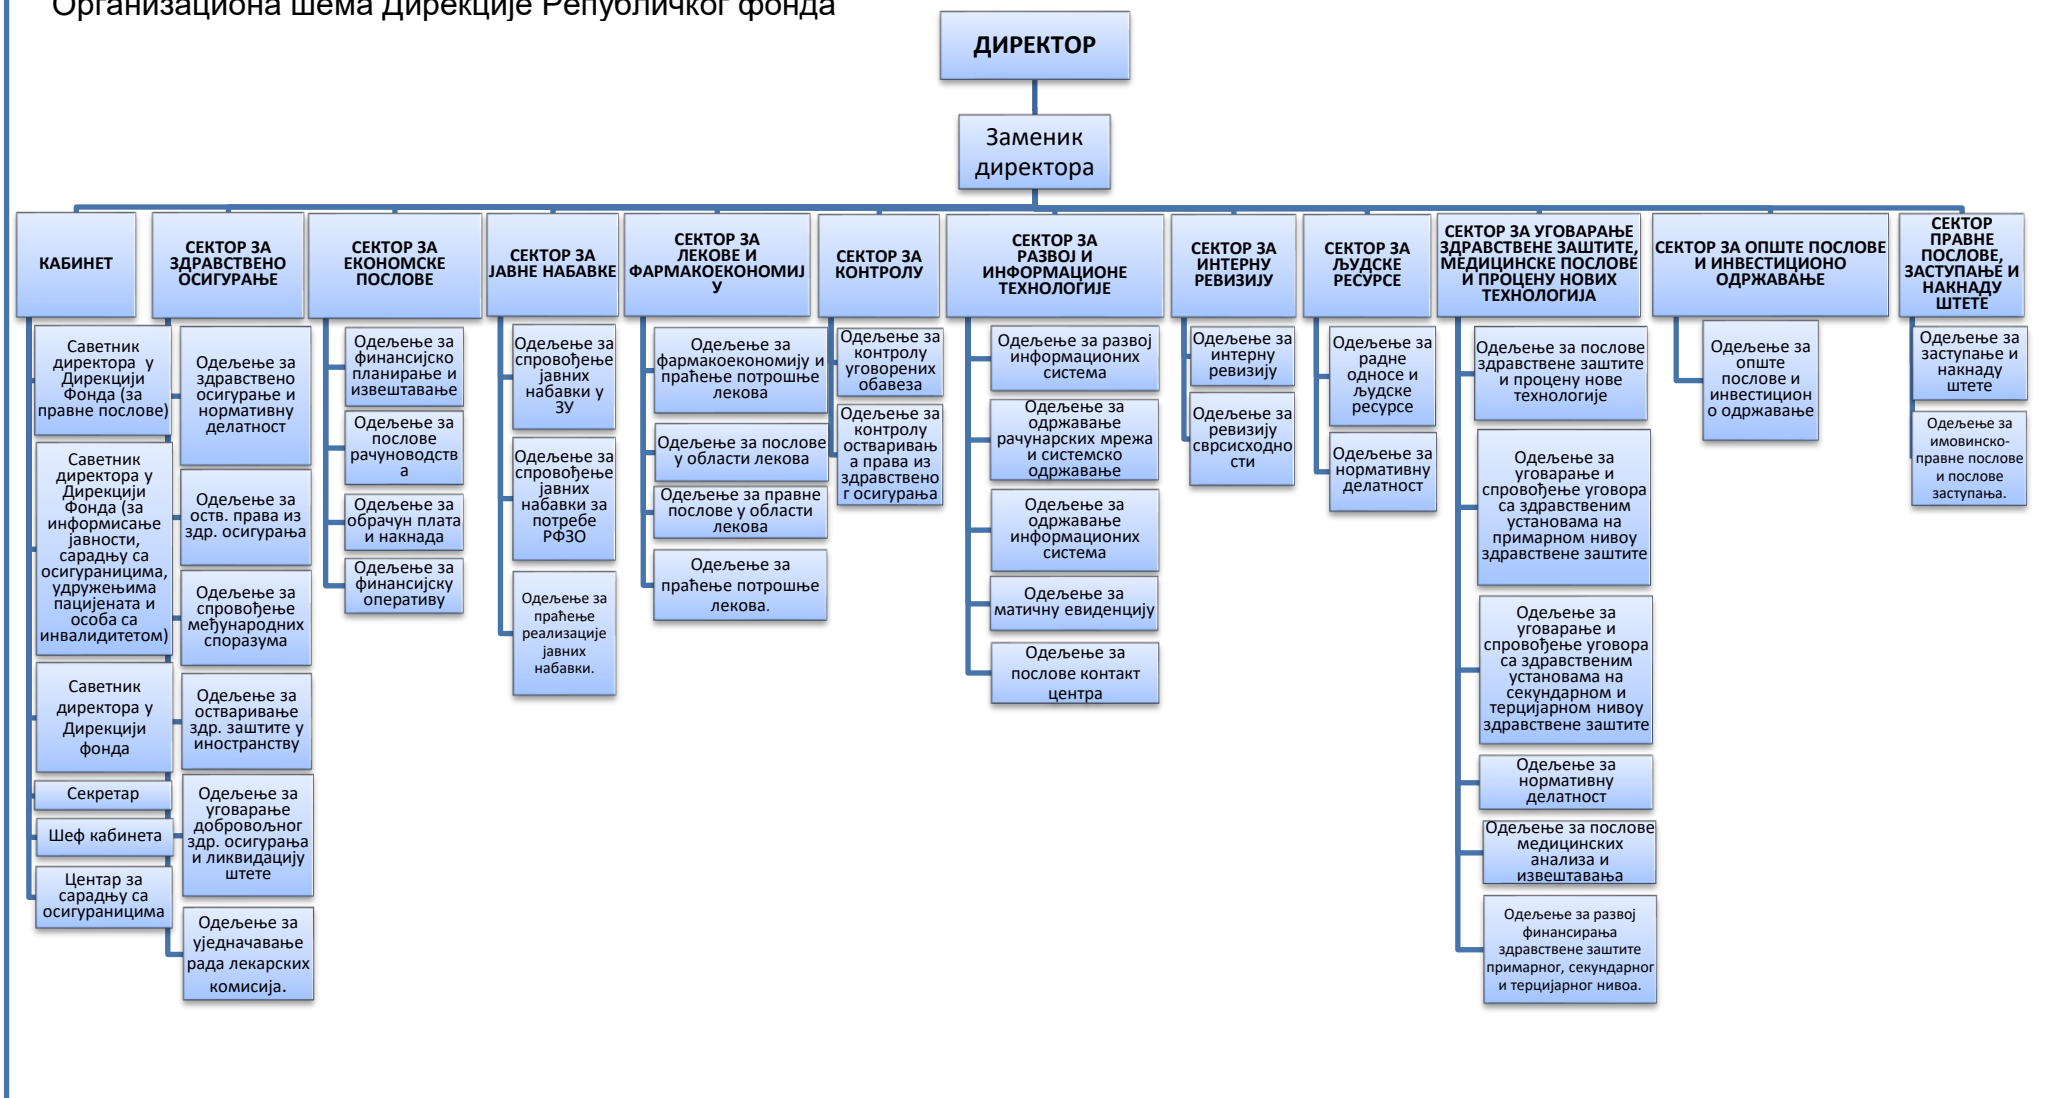 Организациона шема Дирекције Републичког фонда
ДИРЕКТОР
Заменик
директора
КАБИНЕТ
Саветник
директора у
Дирекцији
Фонда (за
правне послове)
Саветник
директора у
Дирекцији
Фонда (за
информисање
јавности,
сарадњу са
осигураницима,
удружењима
пацијената и
особа са
инвалидитетом)
Саветник
директора у
Дирекцији
фонда
Секретар
Шеф кабинета
Центар за
сарадњу са
осигураницима
СЕКТОР ЗА
ЗДРАВСТВЕНО
ОСИГУРАЊЕ
Одељење за
здравствено
осигурање и
нормативну
делатност
Одељење за
оств. права из
здр. осигурања
Одељење за
спровођење
међународних
споразума
Одељење за
остваривање
здр. заштите у
иностранству
Одељење за
уговарање
добровољног
здр. осигурања
и ликвидацију
штете
Одељење за
уједначавање
рада лекарских
комисија.
СЕКТОР ЗА
ЕКОНОМСКЕ
ПОСЛОВЕ
Одељење за
финансијско
планирање и
извештавање
Одељење за
послове
рачуноводств
а
Одељење за
обрачун плата
и накнада
Одељење за
финансијску
оперативу
СЕКТОР ЗА
ЈАВНЕ НАБАВКЕ
Одељење за
спровођење
јавних
набавки у
ЗУ
Одељење за
спровођење
јавних
набавки за
потребе
РФЗО
Одељење за
праћење
реализације
јавних
набавки.
СЕКТОР ЗА
ЛЕКОВЕ И
ФАРМАКОЕКОНОМИЈ
У
Одељење за
фармакоекономију и
праћење потрошње
лекова
Одељење за послове
у области лекова
Одељење за правне
послове у области
лекова
Одељење за
праћење потрошње
лекова.
СЕКТОР ЗА
КОНТРОЛУ
Одељење за
контролу
уговорених
обавеза
Одељење за
контролу
остваривањ
а права из
здравствено
г осигурања
СЕКТОР ЗА
РАЗВОЈ И
ИНФОРМАЦИОНЕ
ТЕХНОЛОГИЈЕ
Одељење за развој
информационих
система
Одељење за
одржавање
рачунарских мрежа
и системско
одржавање
Одељење за
одржавање
информационих
система
Одељење за
матичну евиденцију
Одељење за
послове контакт
центра
СЕКТОР ЗА
ИНТЕРНУ
РЕВИЗИЈУ
Одељење за
интерну
ревизију
Одељење за
ревизију
сврсисходно
сти
СЕКТОР ЗА
ЉУДСКЕ
РЕСУРСЕ
Одељење за
радне
односе и
људске
ресурсе
Одељење за
нормативну
делатност
СЕКТОР ЗА УГОВАРАЊЕ
ЗДРАВСТВЕНЕ ЗАШТИТЕ,
МЕДИЦИНСКЕ ПОСЛОВЕ
И ПРОЦЕНУ НОВИХ
ТЕХНОЛОГИЈА
Одељење за послове
здравствене заштите
и процену нове
технологије
Одељење за
уговарање и
спровођење уговора
са здравственим
установама на
примарном нивоу
здравствене заштите
Одељење за
уговарање и
спровођење уговора
са здравственим
установама на
секундарном и
терцијарном нивоу
здравствене заштите
Одељење за
нормативну
делатност
Одељење за послове
медицинских
анализа и
извештавања
Одељење за развој
финансирања
здравствене заштите
примарног, секундарног
и терцијарног нивоа.
СЕКТОР ЗА ОПШТЕ ПОСЛОВЕ
И ИНВЕСТИЦИОНО
ОДРЖАВАЊЕ
Одељење за
опште
послове и
инвестицион
о одржавање
СЕКТОР
ПРАВНЕ
ПОСЛОВЕ,
ЗАСТУПАЊЕ И
НАКНАДУ
ШТЕТЕ
Одељење за
заступање и
накнаду
штете
Одељење за
имовинско-
правне послове
и послове
заступања.